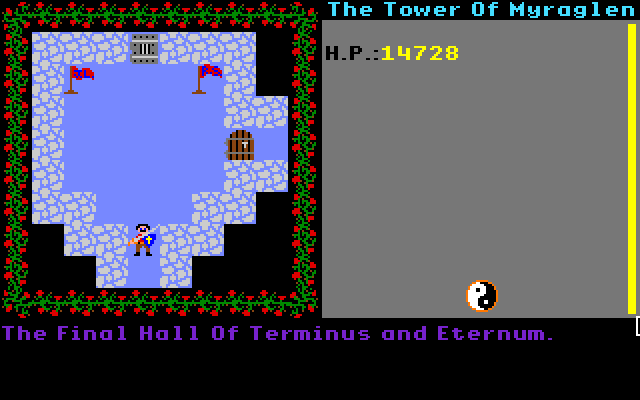 The Tower Of Myraglen
H.P.:14728
The Final Hall Of Terminus and Eternum.